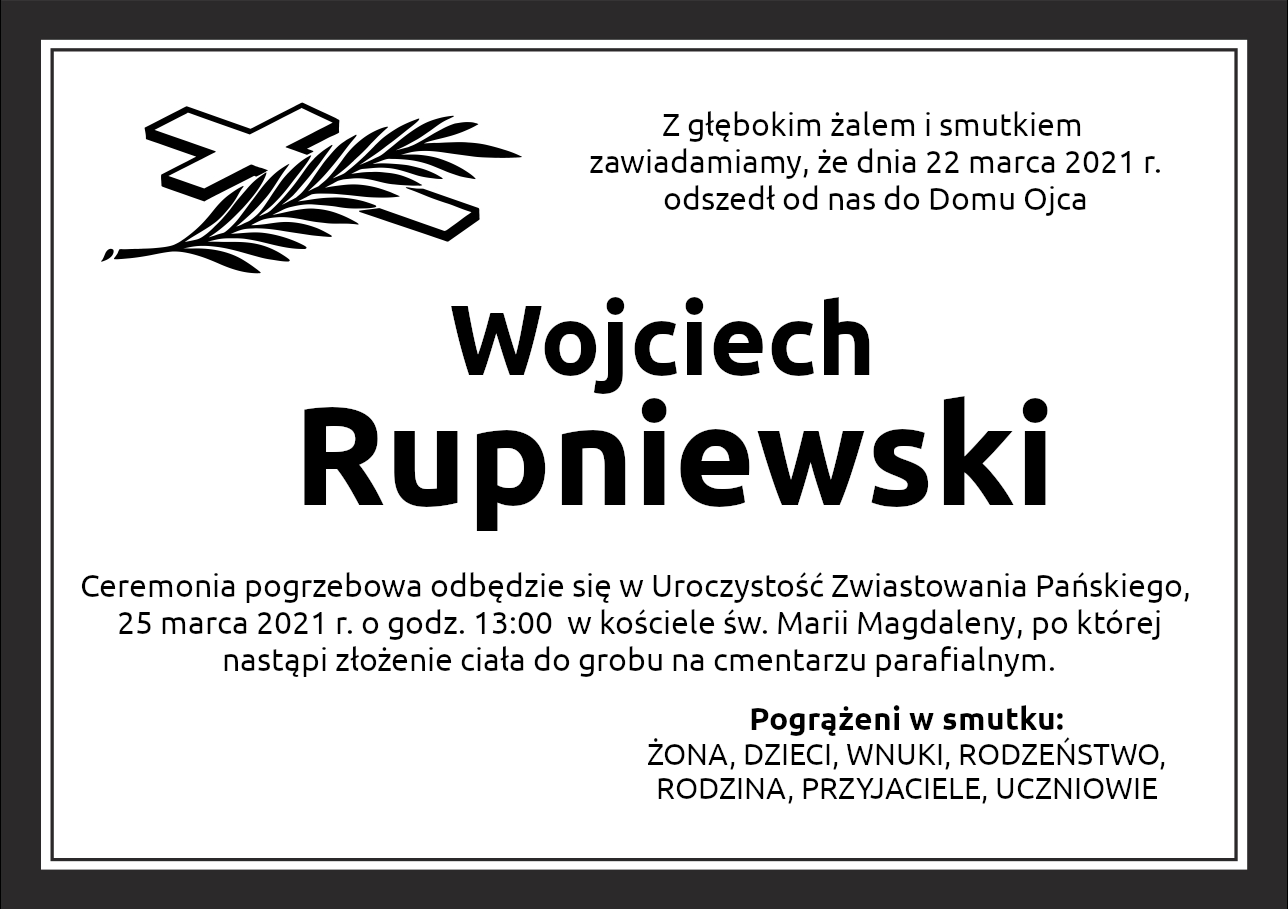 Z głębokim żalem i smutkiem
zawiadamiamy, że dnia 22 marca 2021 r.
odszedł od nas do Domu Ojca
Wojciech
Rupniewski
Ceremonia pogrzebowa odbędzie się w Uroczystość Zwiastowania Pańskiego,
25 marca 2021 r. o godz. 13:00 w kościele św. Marii Magdaleny, po której
nastąpi złożenie ciała do grobu na cmentarzu parafialnym.
Pogrążeni w smutku:
ŻONA, DZIECI, WNUKI, RODZEŃSTWO,
RODZINA, PRZYJACIELE, UCZNIOWIE